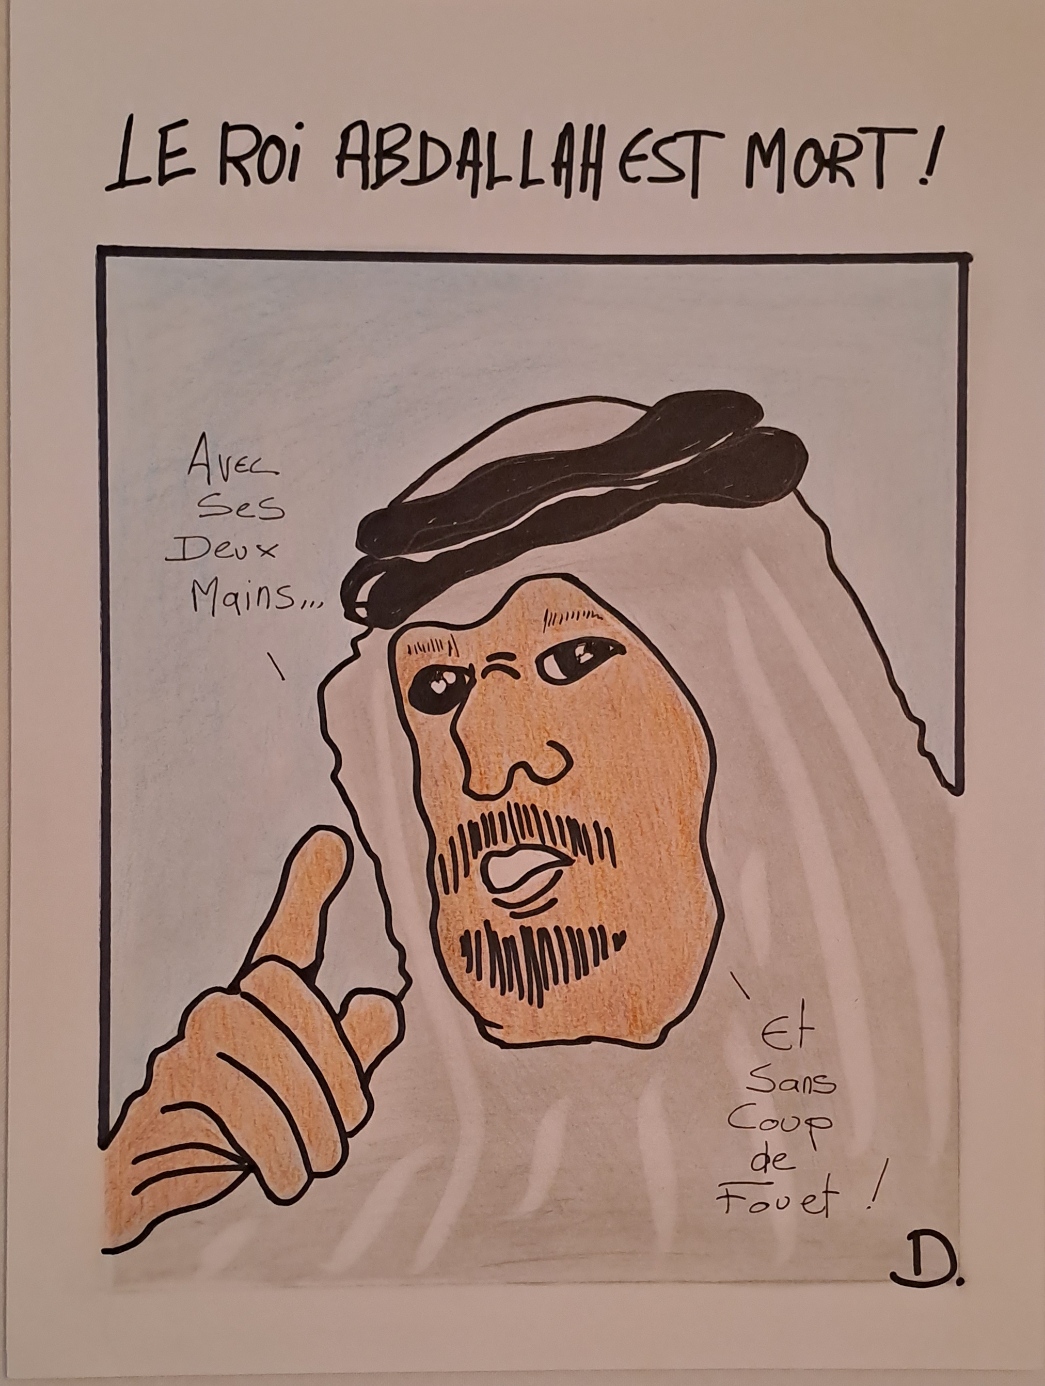 LE ROi ABDALLAH EST MORT !
Avec
Ses
Deux
Mains...
Et
Sans
Coup
de
Fouet !
D.